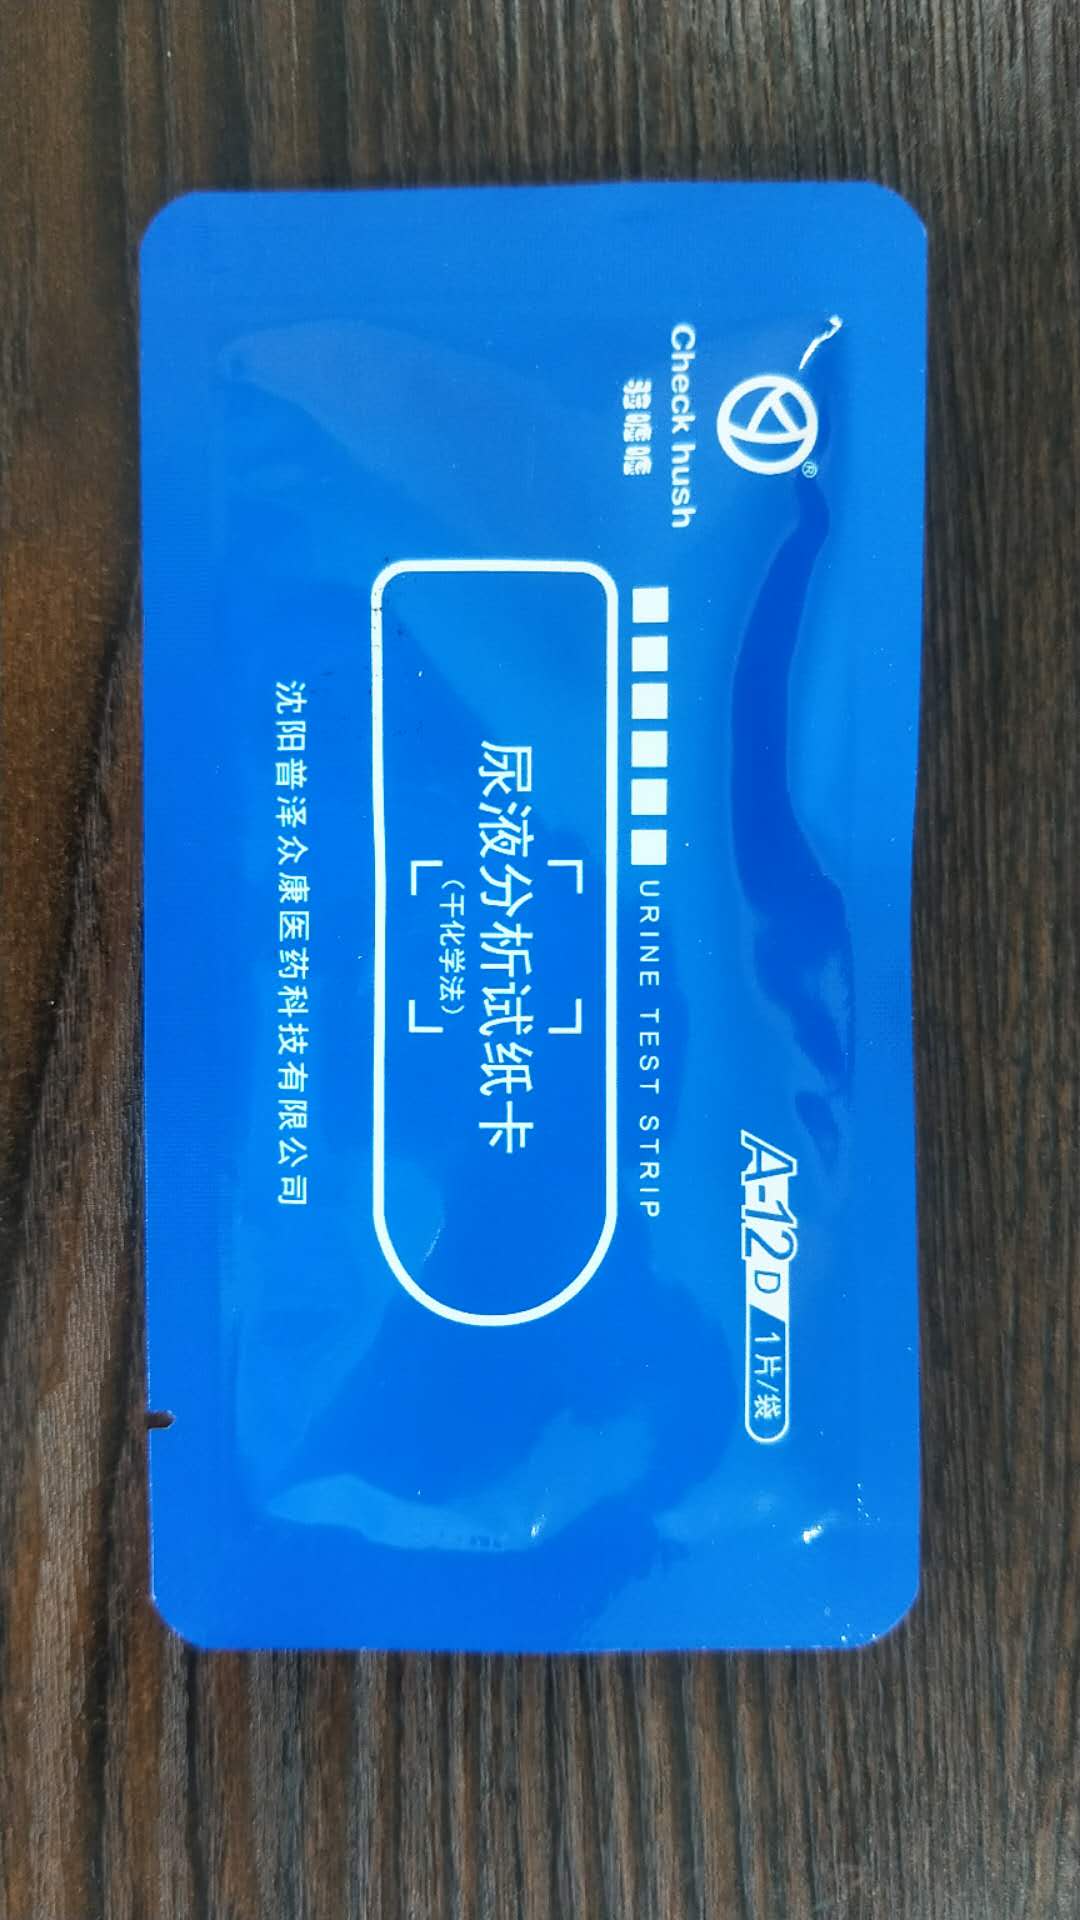 ®
Check hush
A-12D 1片/袋
URINE TEST STRIP
尿液分析试纸卡
(干化学法)
沈阳普泽众康医药科技有限公司